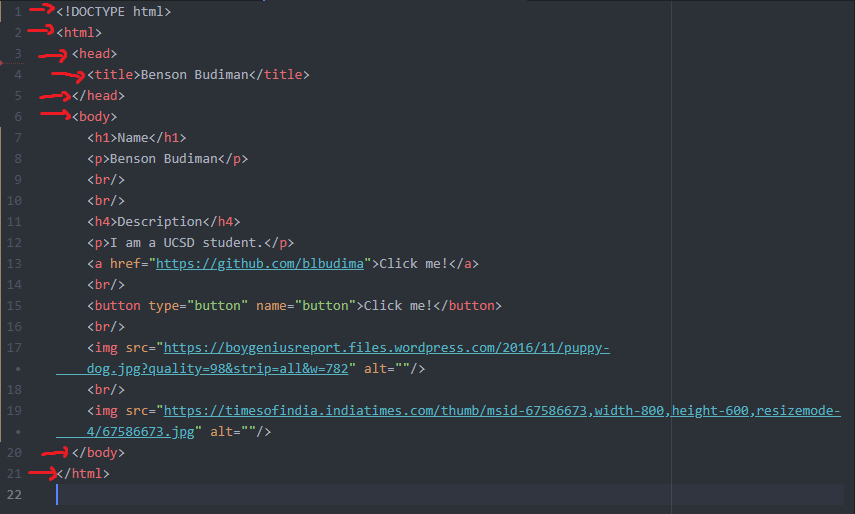 1 <!DOCTYPE html>
2 <html>
3 <head>
4 <title>Benson Budiman</title>
5 </head>
6 <body>
7 <h1>Name</h1>
8 <p>Benson Budiman</p>
9 <br/>
10 <br/>
11 <h4>Description</h4>
12 <p>I am a UCSD student.</p>
13 <a href="https://github.com/blbudima">Click me!</a>
14 <br/>
15 <button type="button" name="button">Click me!</button>
16 <br/>
17 <img src="https://boygeniusreport.files.wordpress.com/2016/11/puppy-
• dog.jpg?quality=98&strip=all&w=782" alt=""/>
18 <br/>
19 <img src="https://timesofindia.indiatimes.com/thumb/msid-67586673,width-800,height-600,resizemode-
• 4/67586673.jpg" alt=""/>
20 </body>
21 </html>
22